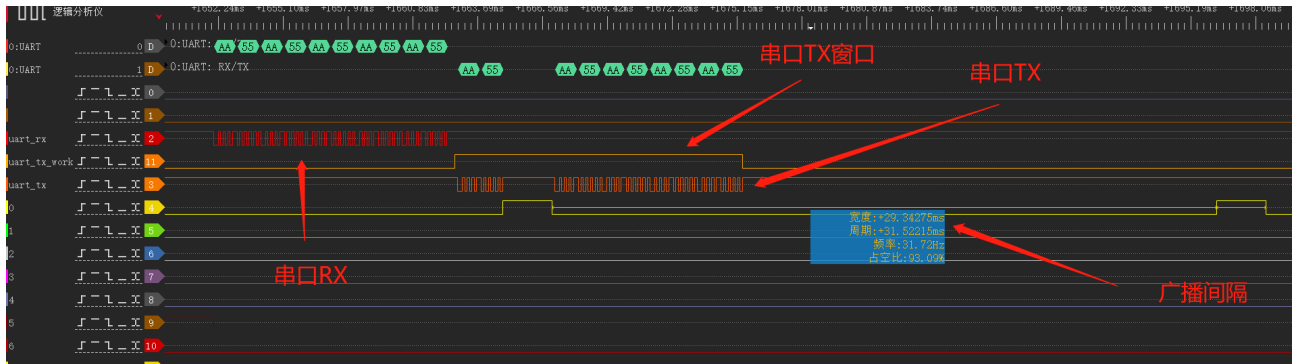 逻辑分析仪
+1652.24ms +1655.10ms +1657.97ms +1660.83ms +1663.69ms +1666.56ms +1669.42ms +1672.28ms +1675.15ms +1678.01ms +1680.87ms +1683.74ms +1686.60ms +1689.46ms +1692.33ms +1695.19ms +1698.06ms
0:UART 0 D 0:UART: AA 55 AA 55 AA 55 AA 55 AA 55
0:UART 1 D 0:UART: RX/TX AA 55 AA 55 AA 55 AA 55 AA 55
串口TX窗口
串口TX
0
1
uart_rx 2
uart_tx_work 11
uart_tx 3
0 4
宽度:+29.34275ms
1 5
周期:+31.52215ms
频率:31.72Hz
2 6
占空比:93.09%
串口RX
3 7
广播间隔
4 8
5 9
6 10